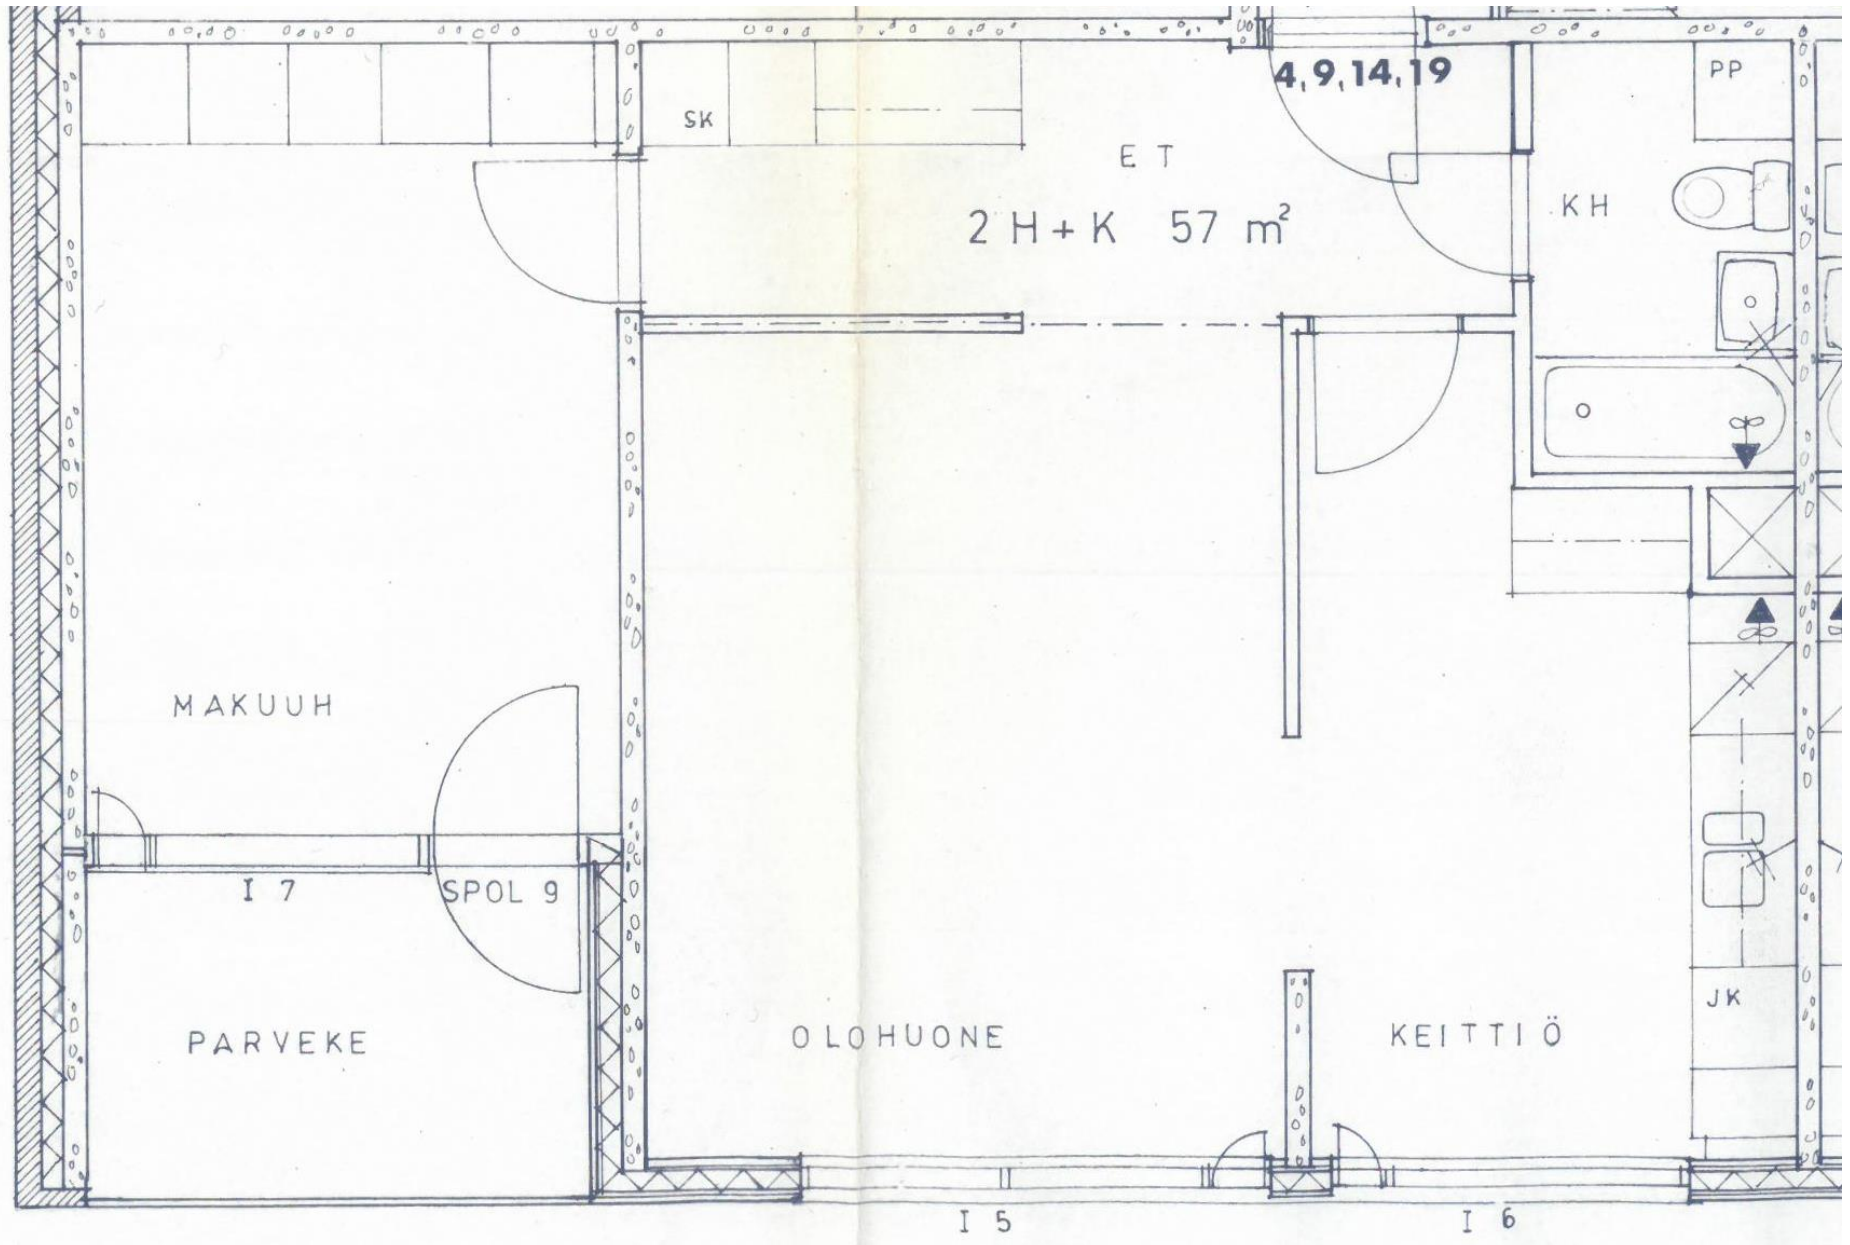 4, 9, 14, 19
PP
SK
E T
KH
2 H + K 57 m²
MAKUUH
I 7
SPOL 9
PARVEKE
OLOHUONE
KEITTIÖ
JK
I 5
I 6